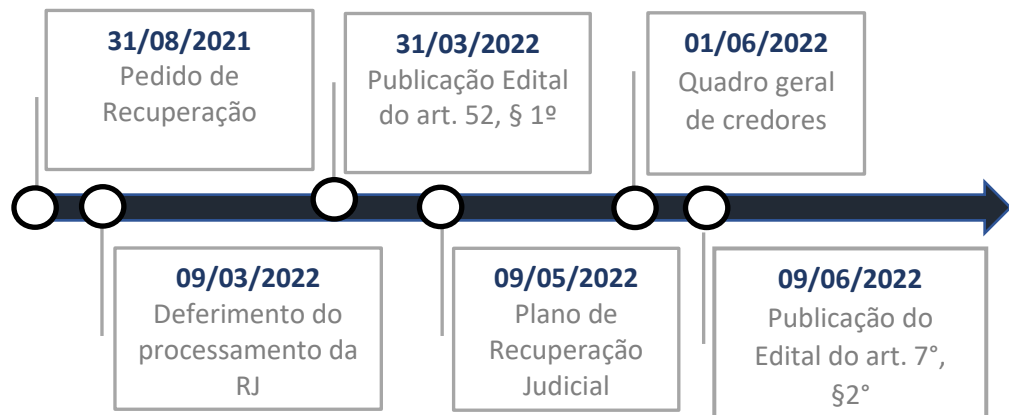 31/08/2021
Pedido de
Recuperação
31/03/2022
Publicação Edital
do art. 52, § 1º
01/06/2022
Quadro geral
de credores
09/03/2022
Deferimento do
processamento da
RJ
09/05/2022
Plano de
Recuperação
Judicial
09/06/2022
Publicação do
Edital do art. 7°,
§2°